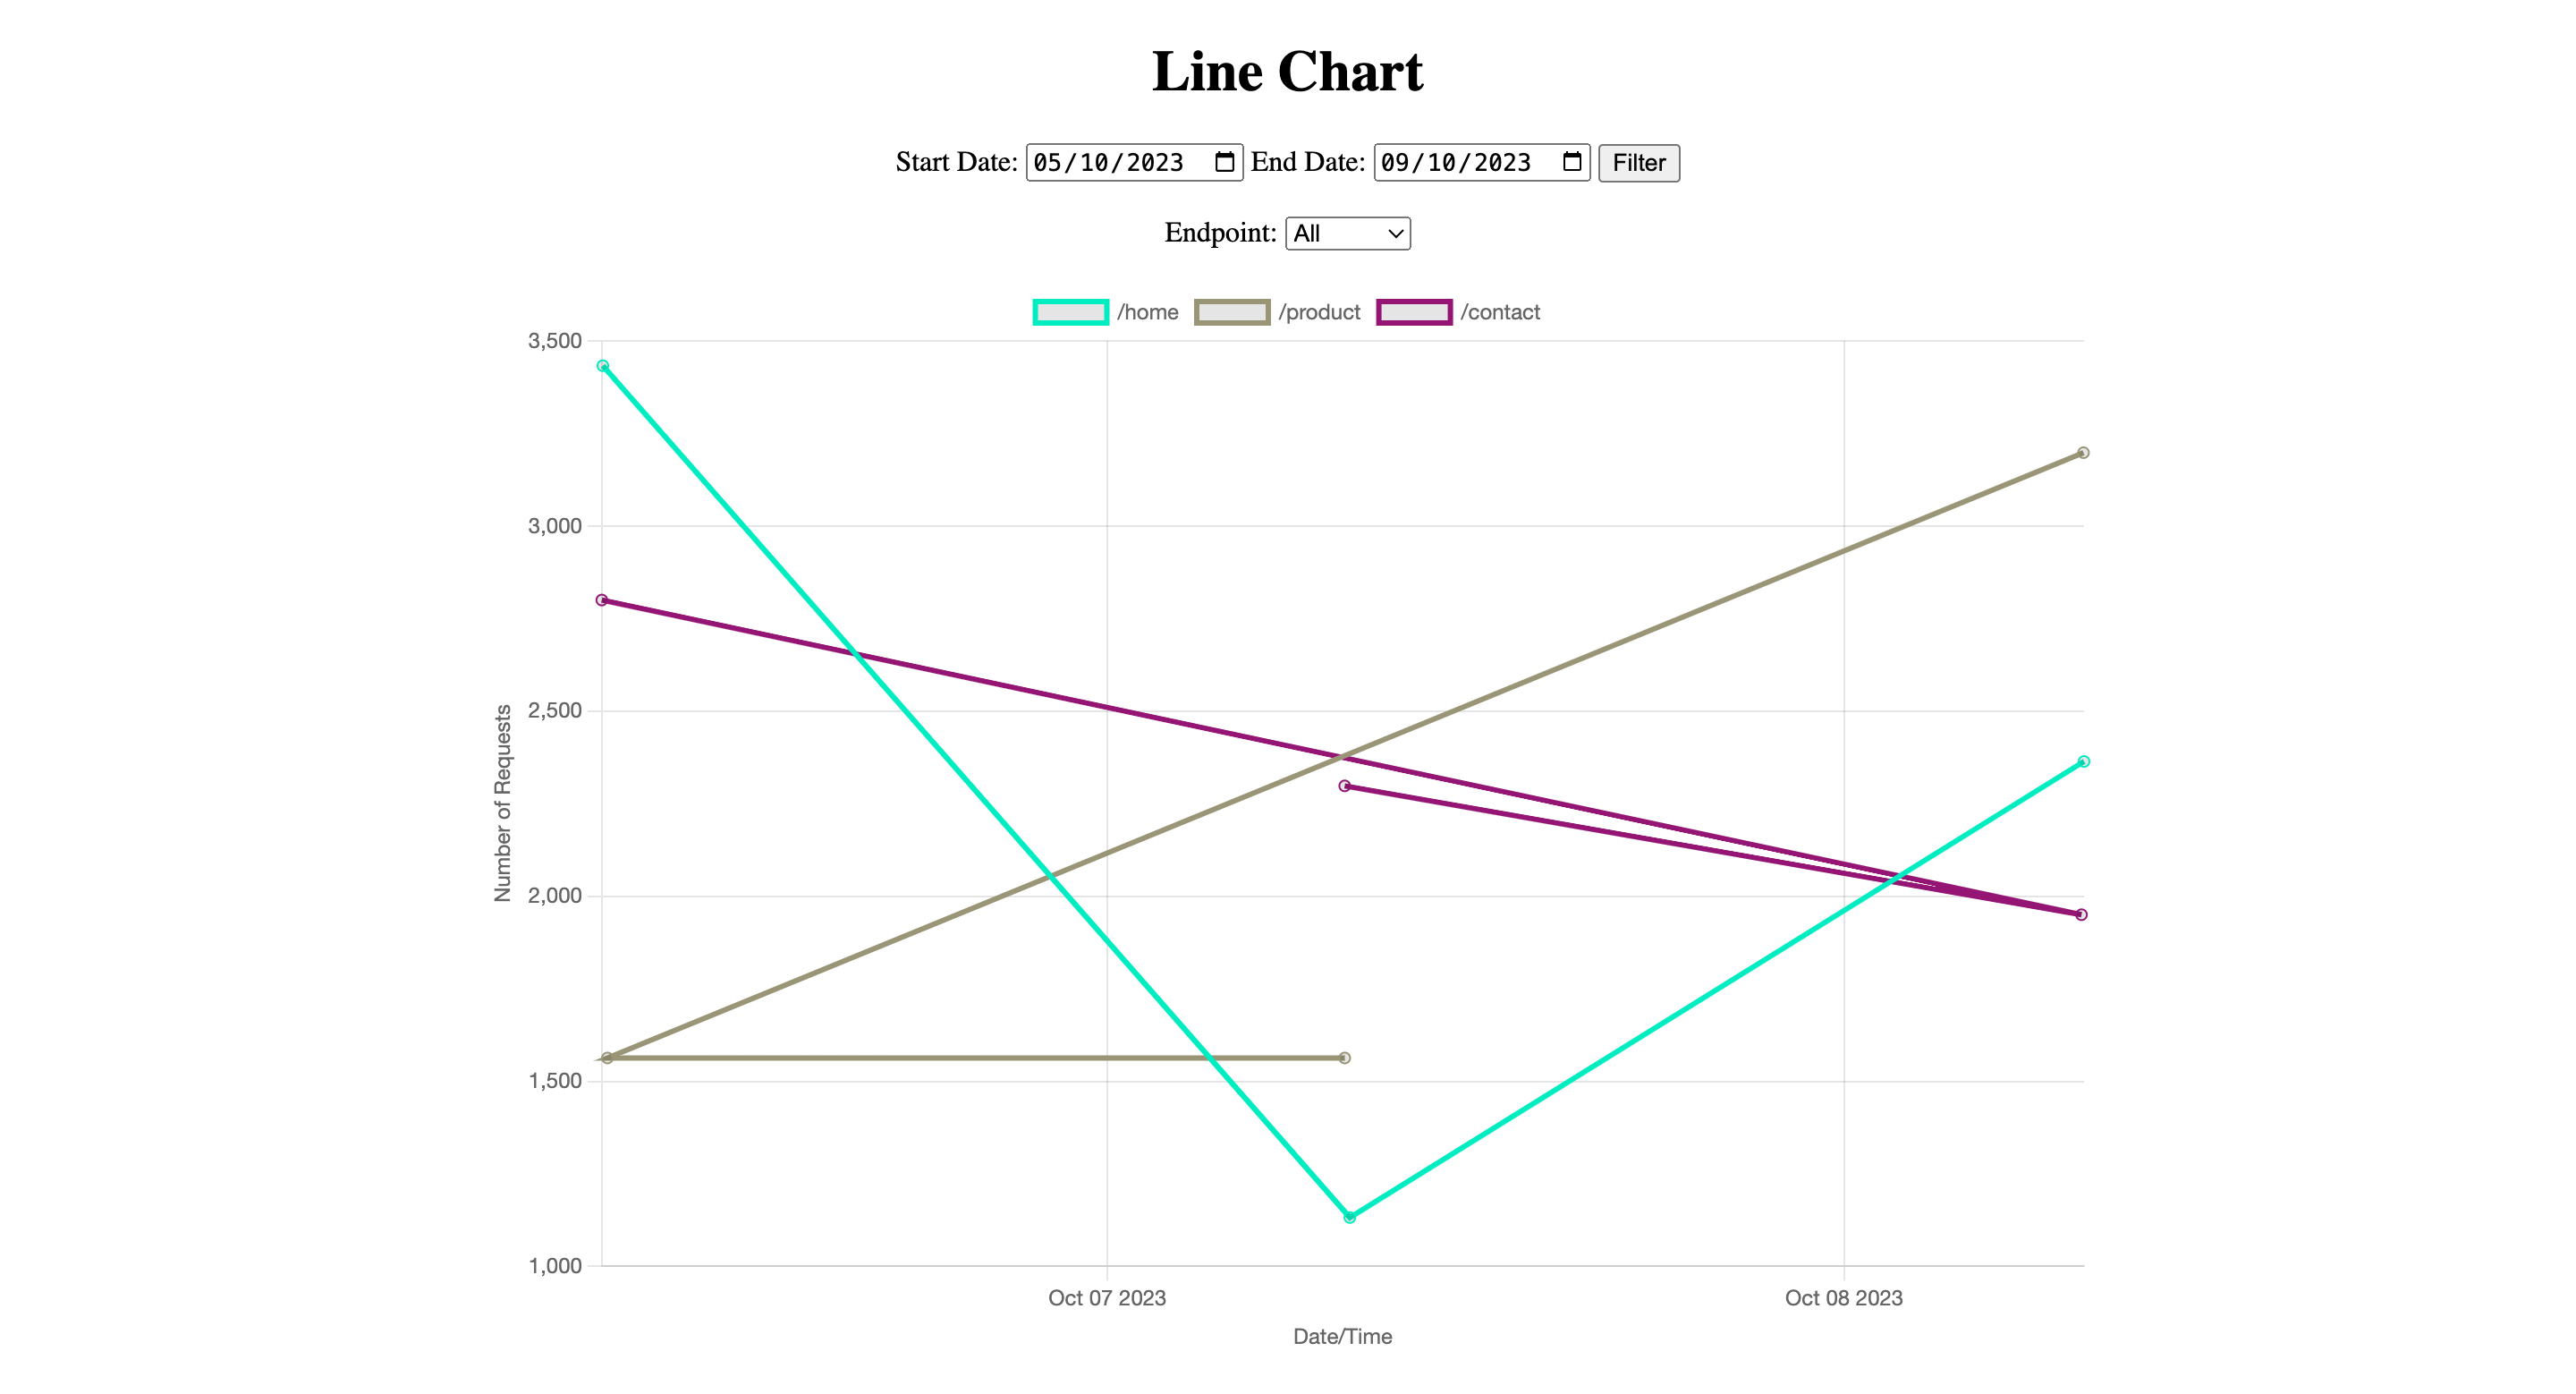 Line Chart
Start Date: 05/10/2023 End Date: 09/10/2023 Filter
Endpoint: All
/home /product /contact
3,500
3,000
2,500
2,000
1,500
1,000
Number of Requests
Oct 07 2023 Oct 08 2023
Date/Time